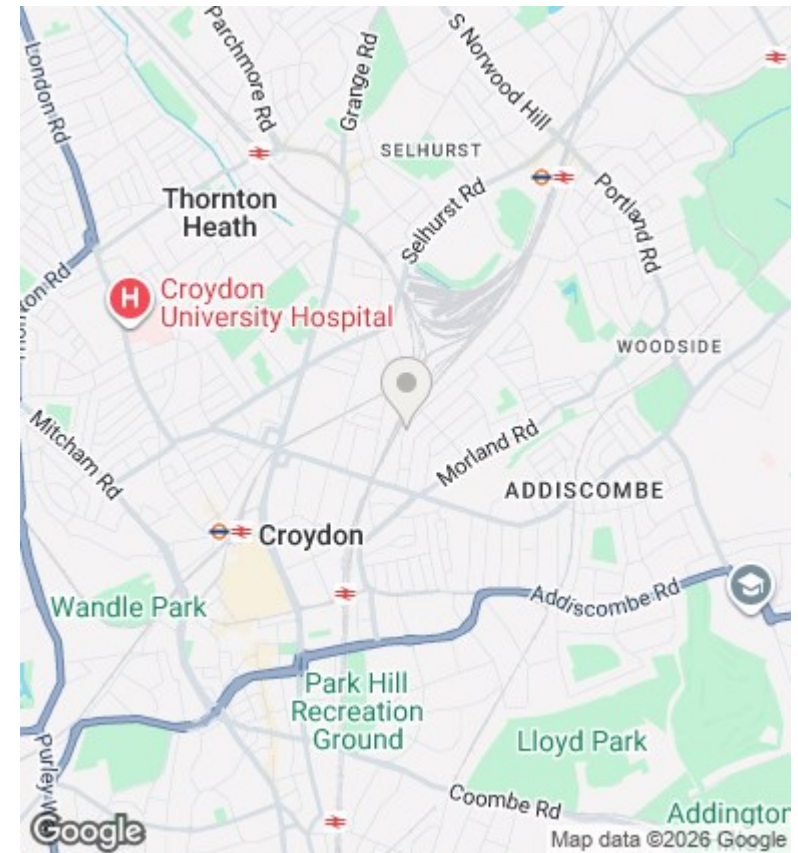 London Rd
Parchmore Rd
Grange Rd
S Norwood Hill
SELHURST
Thornton
Heath
Selhurst Rd
Portland Rd
H
Croydon
University Hospital
WOODSIDE
Mitcham Rd
Morland Rd
ADDISCOMBE
Croydon
Addiscombe Rd
Wandle Park
Park Hill
Recreation
Ground
Lloyd Park
Coombe Rd
Addington
Google
Map data ©2026 Google